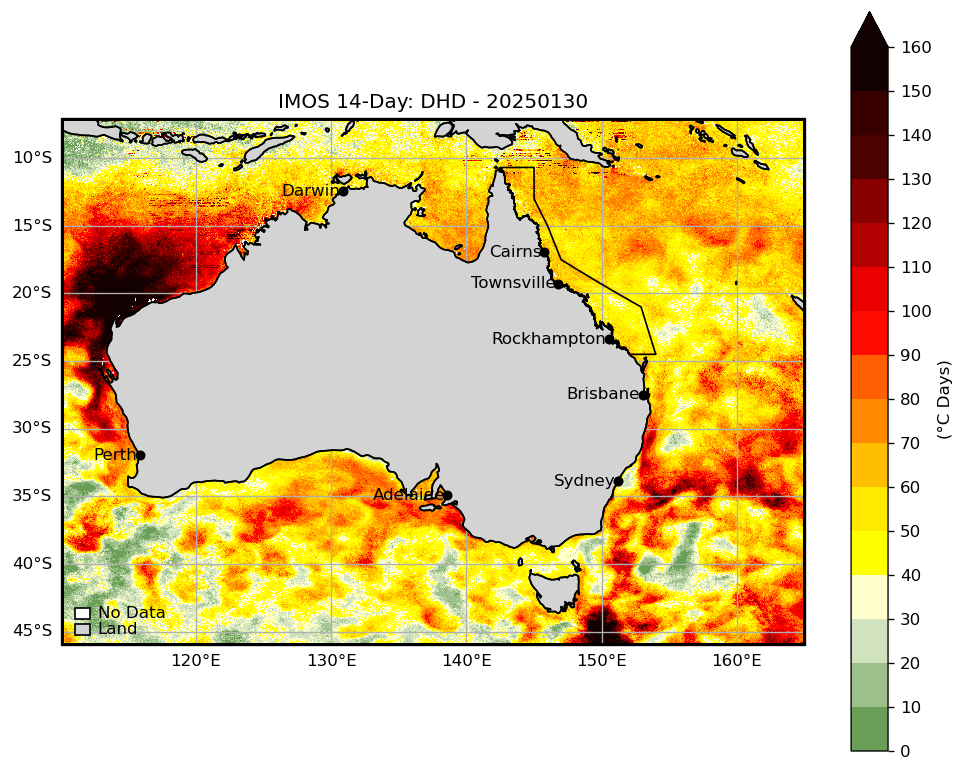 IMOS 14-Day: DHD - 20250130
10°S
15°S
20°S
25°S
30°S
35°S
40°S
45°S
Darwin
Cairns
Townsville
Rockhampton
Brisbane
Perth
Sydney
Adelaide
No Data
Land
120°E
130°E
140°E
150°E
160°E
160
150
140
130
120
110
100
90
80
70
60
50
40
30
20
10
0
(°C Days)